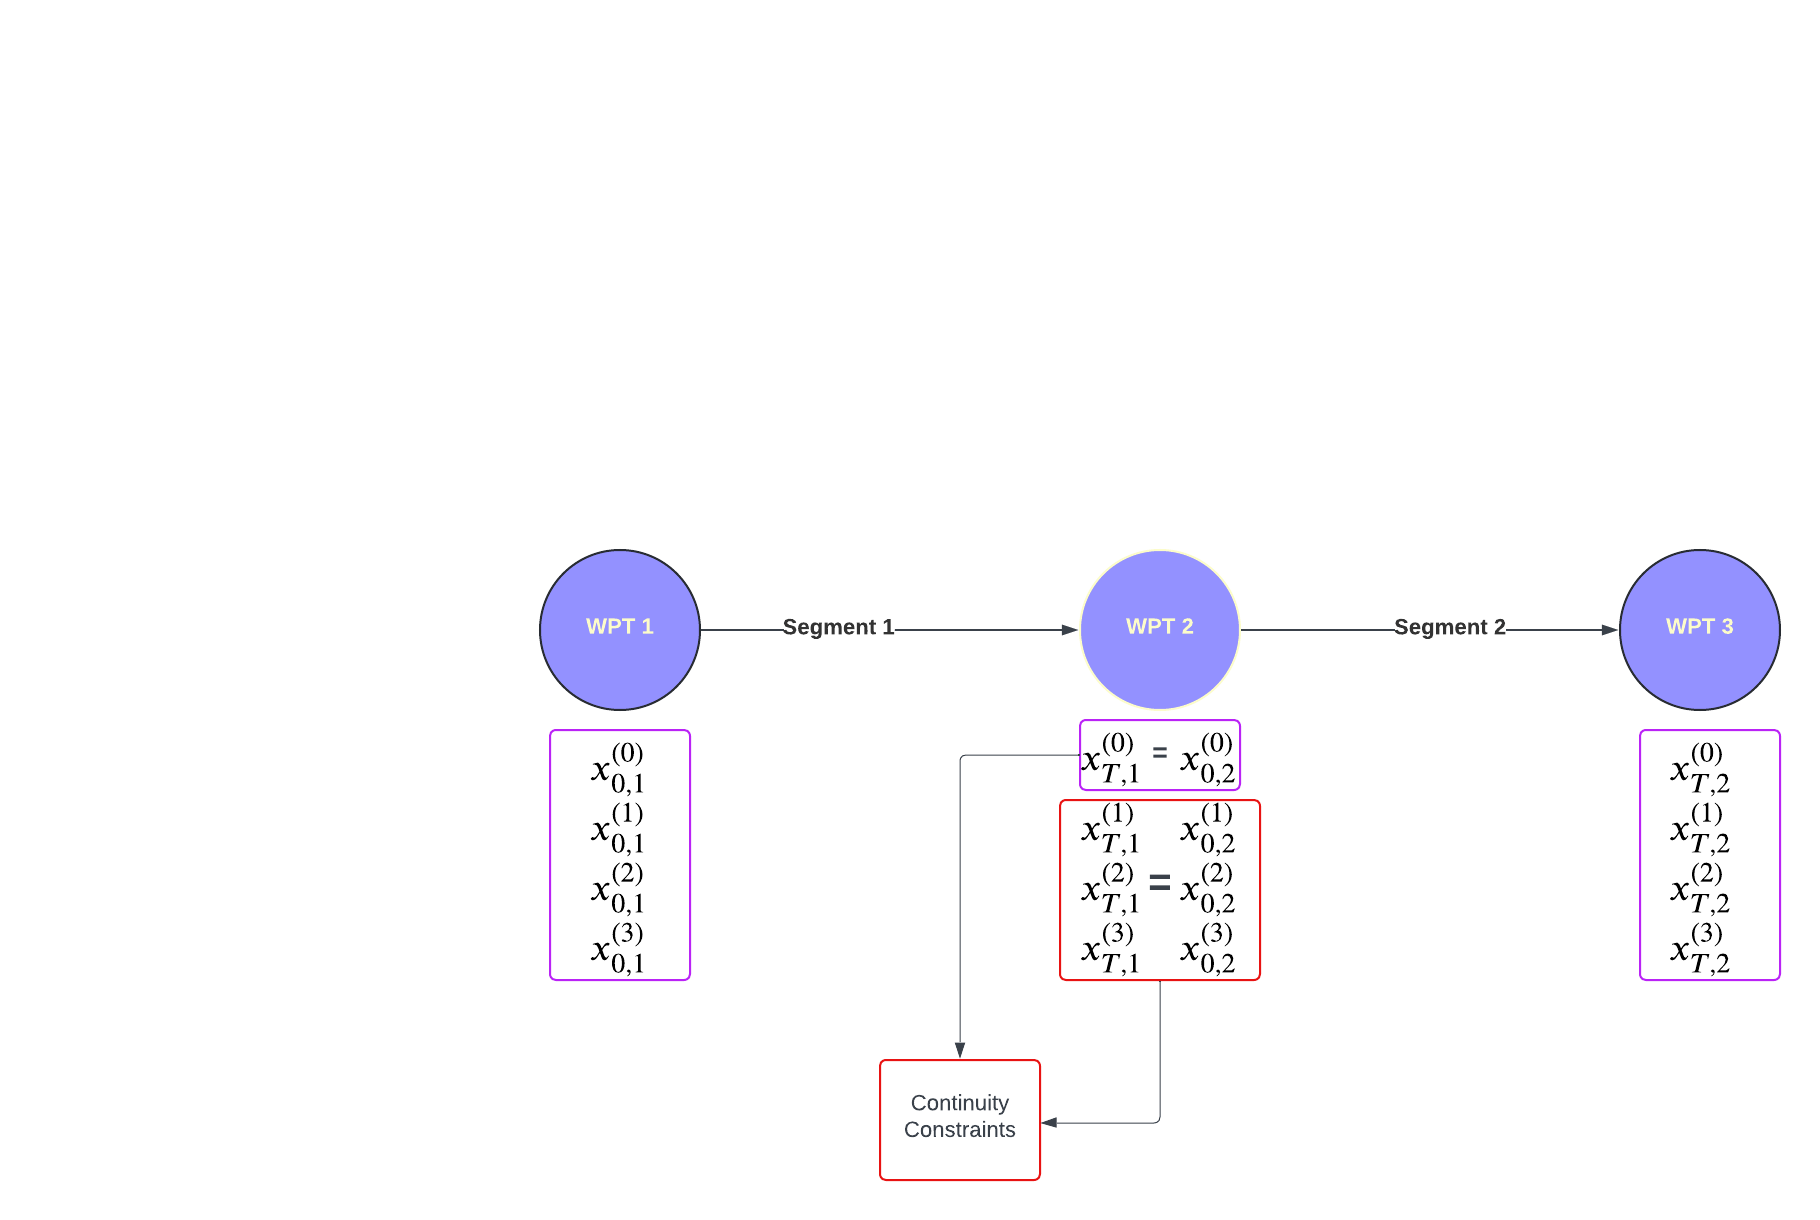 WPT 1
Segment 1
WPT 2
Segment 2
WPT 3
x_{0,1}^{(0)}
x_{0,1}^{(1)}
x_{0,1}^{(2)}
x_{0,1}^{(3)}
x_{T,1}^{(0)} = x_{0,2}^{(0)}
x_{T,1}^{(1)} x_{0,2}^{(1)}
x_{T,1}^{(2)} = x_{0,2}^{(2)}
x_{T,1}^{(3)} x_{0,2}^{(3)}
x_{T,2}^{(0)}
x_{T,2}^{(1)}
x_{T,2}^{(2)}
x_{T,2}^{(3)}
Continuity
Constraints